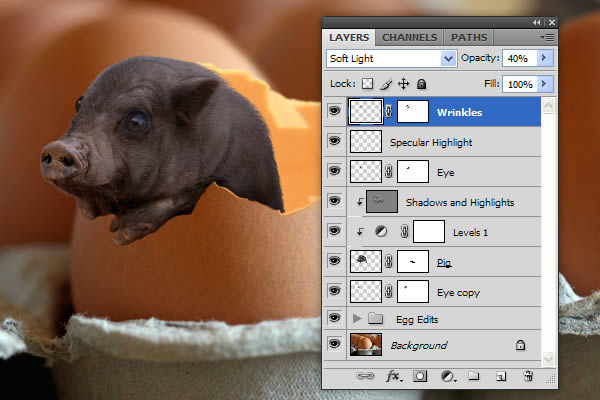 LAYERS CHANNELS PATHS
Soft Light Opacity: 40%
Lock: Fill: 100%
Wrinkles
Specular Highlight
Eye
Shadows and Highlights
Levels 1
Pig
Eye copy
Egg Edits
Background
fx